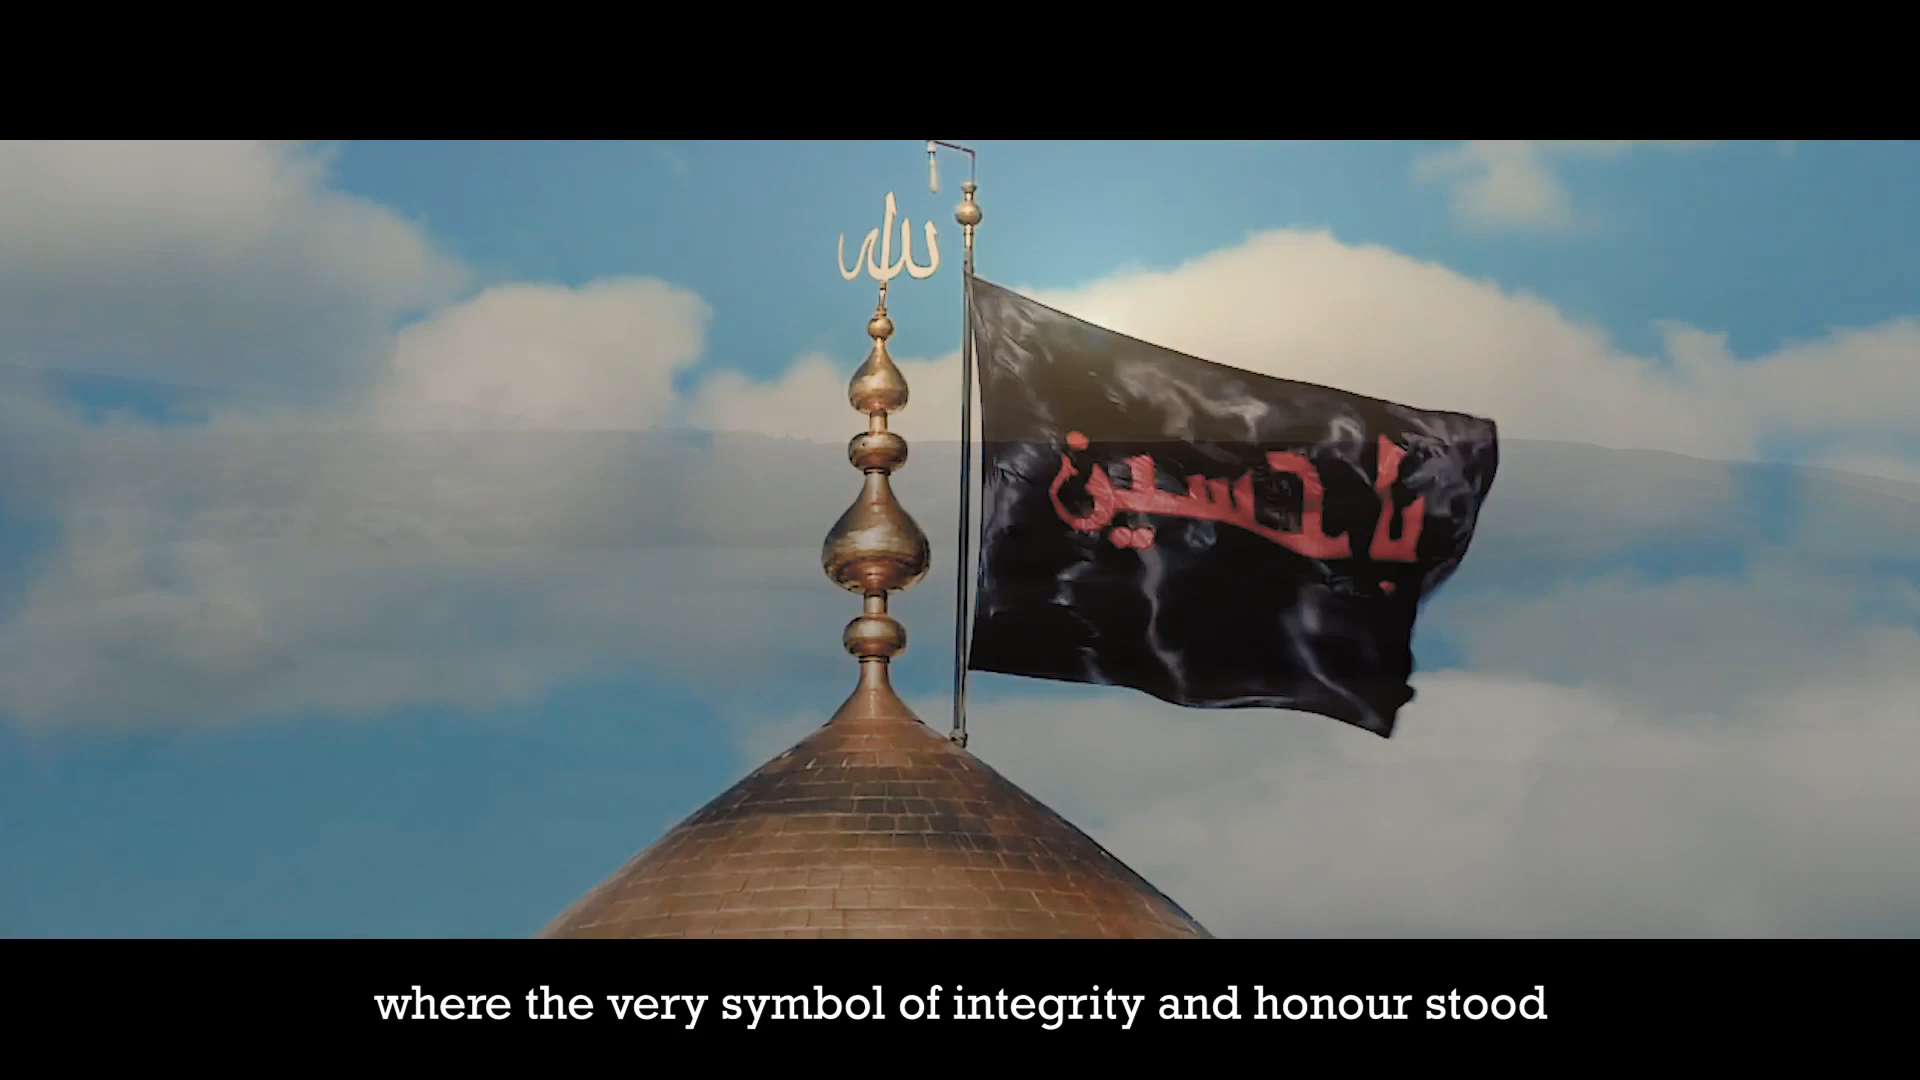 الله
يا حسين
where the very symbol of integrity and honour stood